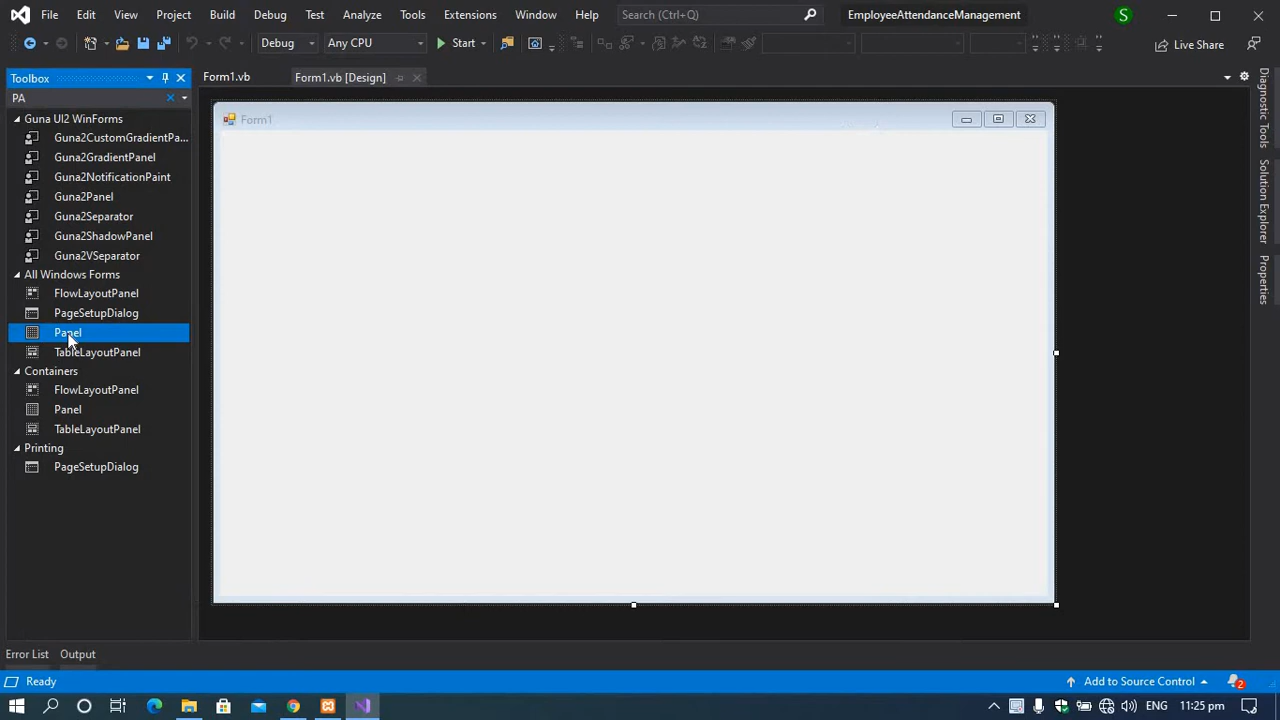 File Edit View Project Build Debug Test Analyze Tools Extensions Window Help Search (Ctrl+Q) EmployeeAttendanceManagement S
Debug Any CPU Start Live Share
Toolbox Form1.vb Form1.vb [Design]
PA
Guna UI2 WinForms
Form1
Guna2CustomGradientPa...
Guna2GradientPanel
Guna2NotificationPaint
Guna2Panel
Guna2Separator
Guna2ShadowPanel
Guna2VSeparator
All Windows Forms
FlowLayoutPanel
PageSetupDialog
Panel
TableLayoutPanel
Containers
FlowLayoutPanel
Panel
TableLayoutPanel
Printing
PageSetupDialog
Diagnostic Tools
Solution Explorer
Properties
Error List Output
Ready Add to Source Control 2
ENG 11:25 pm